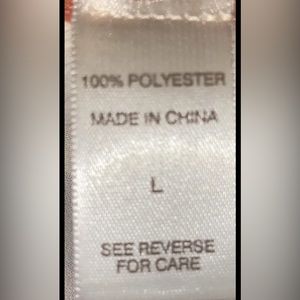 100% POLYESTER
MADE IN CHINA
L
SEE REVERSE
FOR CARE